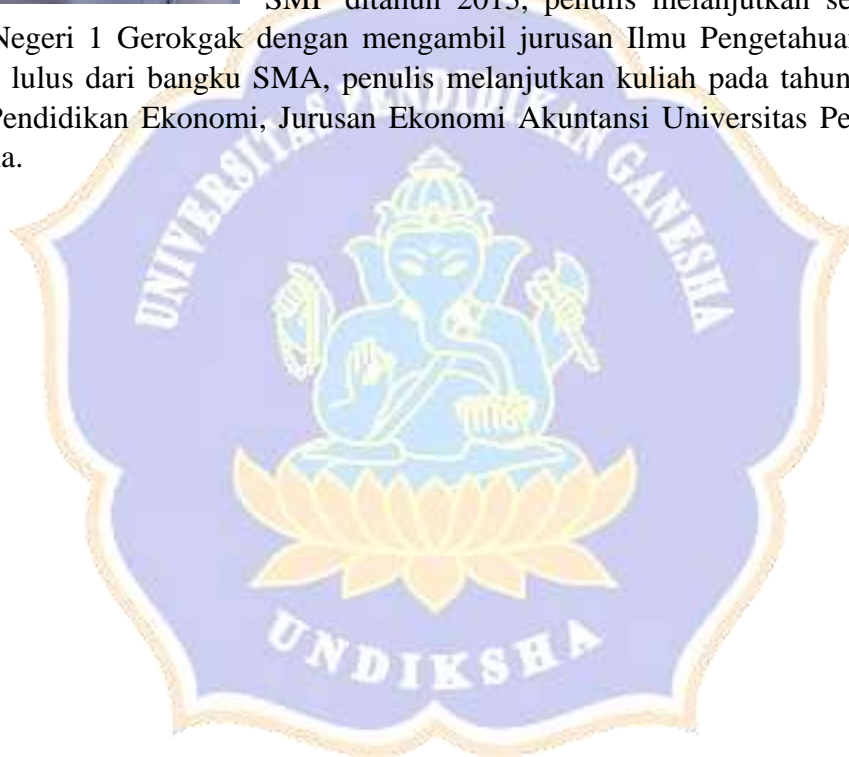 SMP ditahun 2015, penulis melanjutkan se
Negeri 1 Gerokgak dengan mengambil jurusan Ilmu Pengetahuan
lulus dari bangku SMA, penulis melanjutkan kuliah pada tahun
Pendidikan Ekonomi, Jurusan Ekonomi Akuntansi Universitas Pe
a.
UNIVERSITAS PENDIDIKAN GANESHA
UNDIKSHA